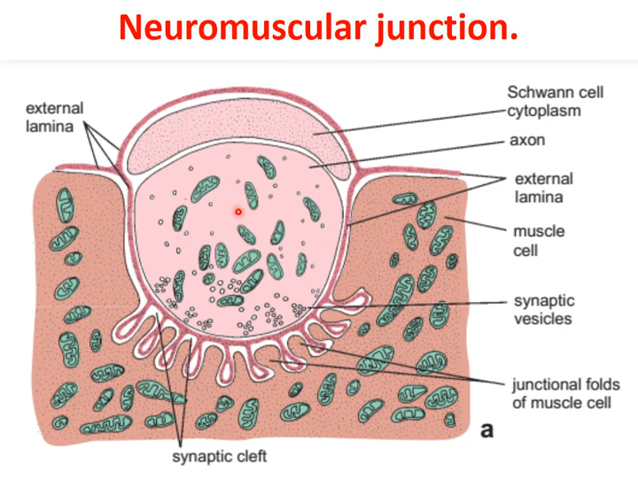 Neuromuscular junction.
external
lamina
Schwann cell
cytoplasm
axon
external
lamina
muscle
cell
synaptic
vesicles
junctional folds
of muscle cell
a
synaptic cleft